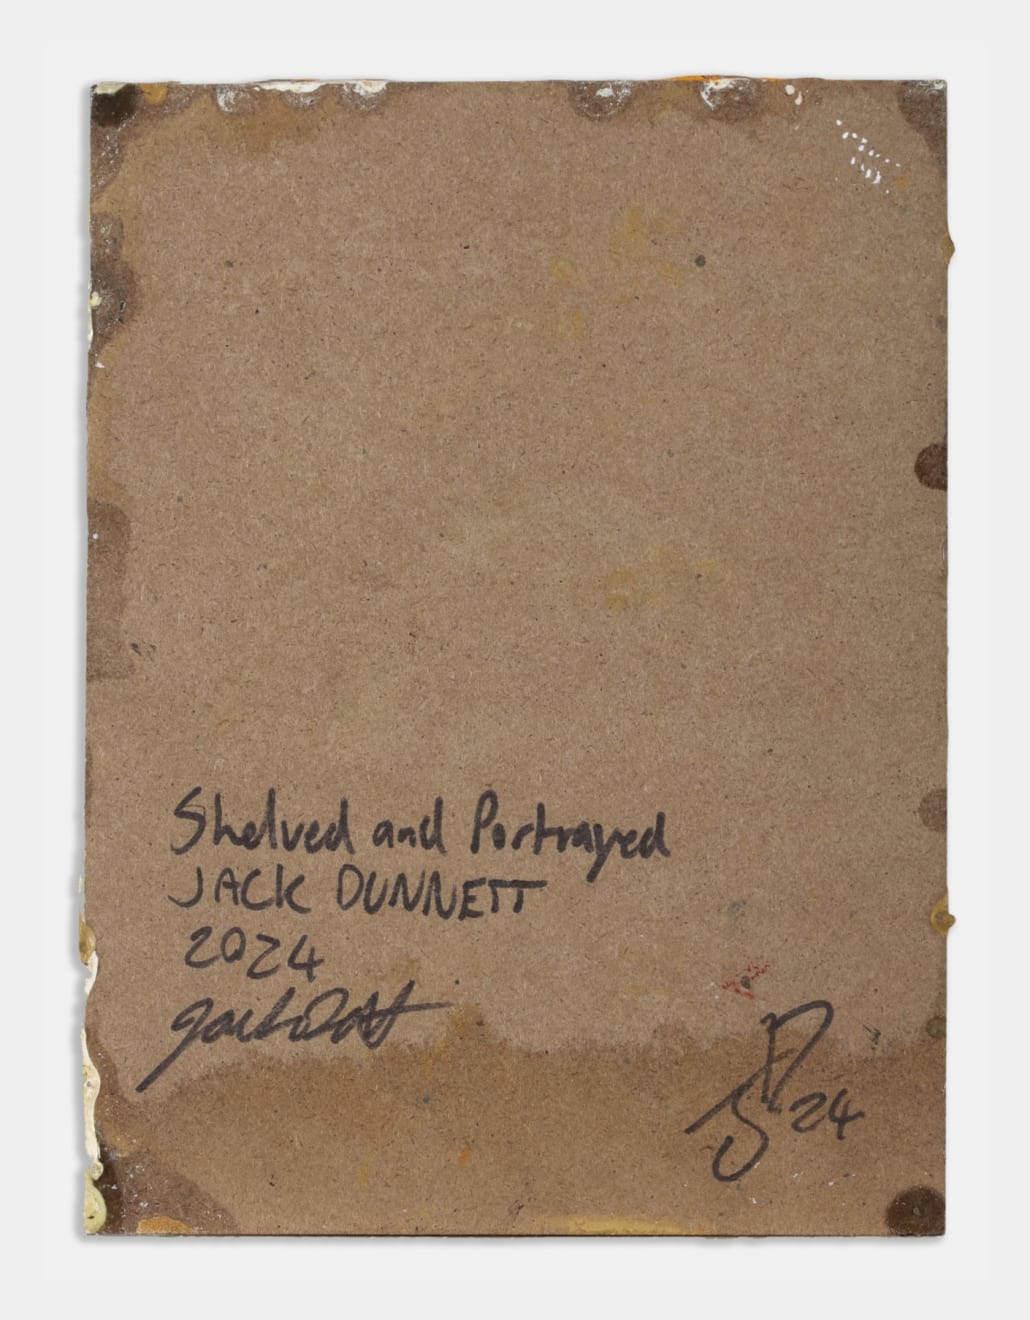 Shelved and Portrayed
JACK DUNNETT
2024
24